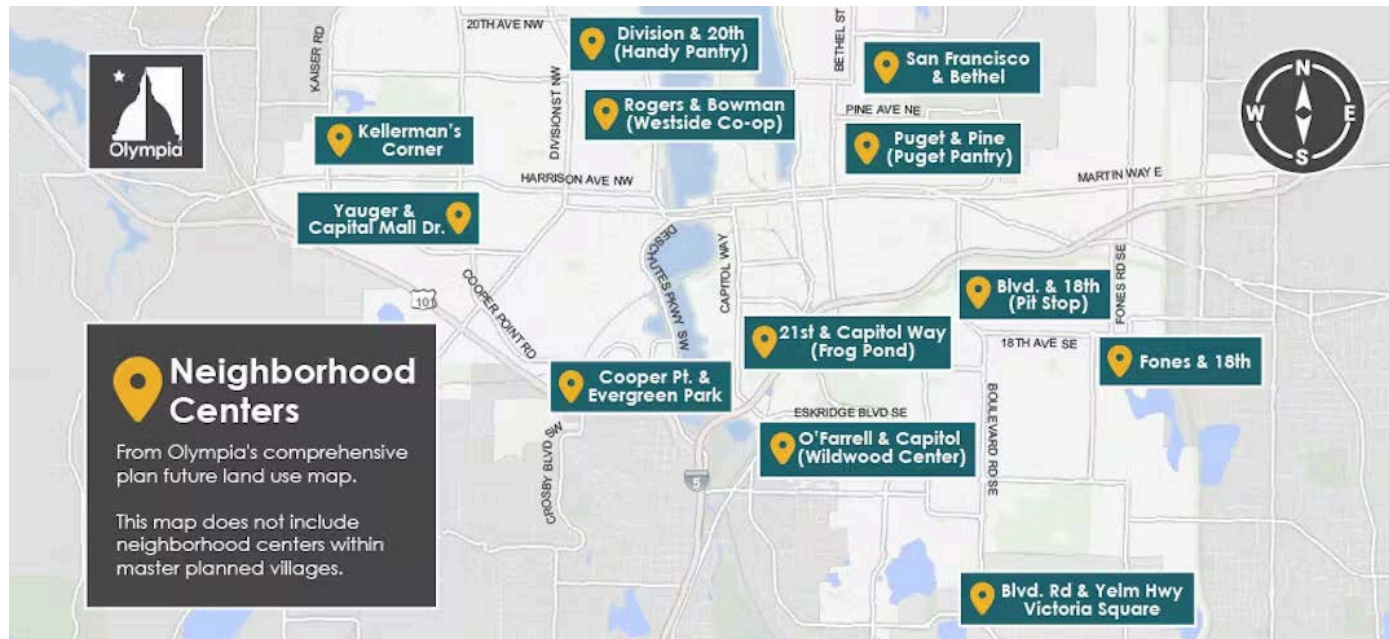 20TH AVE NW
KAISER RD
DIVISION ST NW
Division & 20th
(Handy Pantry)
BETHEL ST
San Francisco
& Bethel
N
W
E
S
Olympia
Kellerman's
Corner
Rogers & Bowman
(Westside Co-op)
PINE AVE NE
Puget & Pine
(Puget Pantry)
HARRISON AVE NW
MARTIN WAY E
Yauger &
Capital Mall Dr.
DESCHUTES PKWY SW
CAPITOL WAY
101
COOPER POINT RD
Blvd. & 18th
(Pit Stop)
FONES RD SE
21st & Capitol Way
(Frog Pond)
18TH AVE SE
Fones & 18th
Cooper Pt. &
Evergreen Park
Neighborhood
Centers
From Olympia's comprehensive
plan future land use map.
This map does not include
neighborhood centers within
master planned villages.
ESKRIDGE BLVD SE
O'Farrell & Capitol
(Wildwood Center)
BOULEVARD RD SE
CROSBY BLVD SW
5
Blvd. Rd & Yelm Hwy
Victoria Square